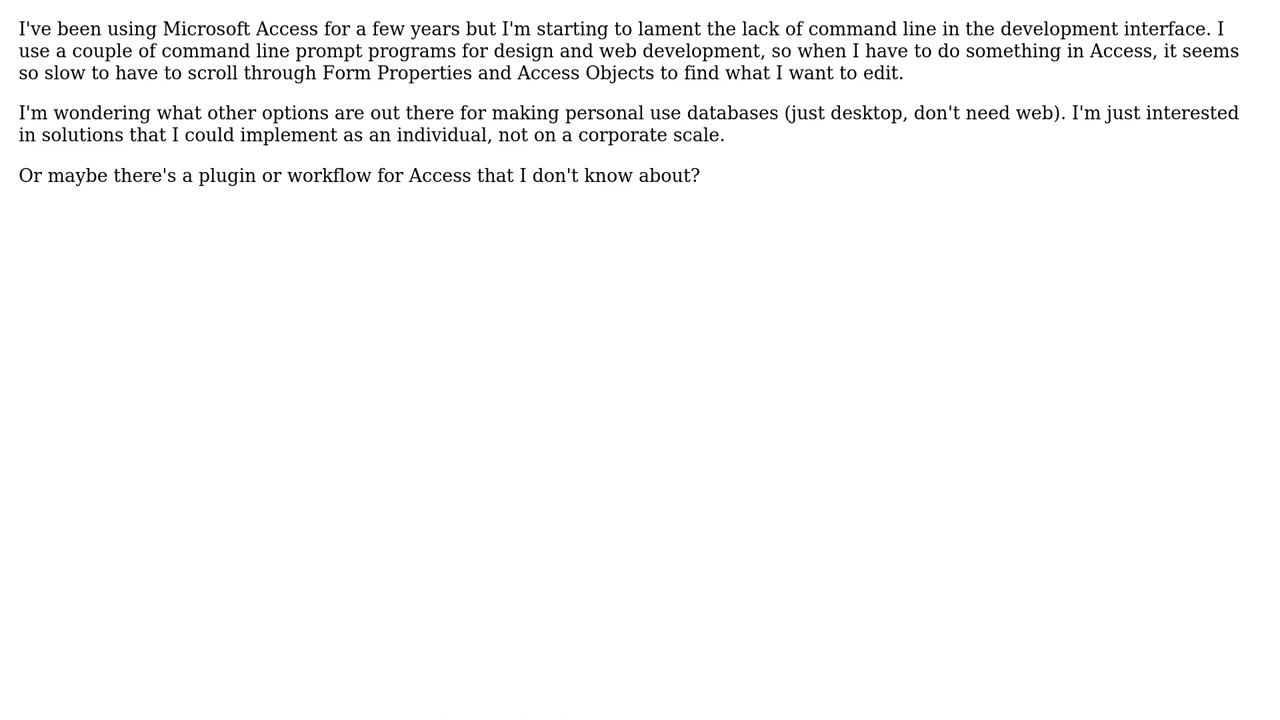 I've been using Microsoft Access for a few years but I'm starting to lament the lack of command line in the development interface. I
use a couple of command line prompt programs for design and web development, so when I have to do something in Access, it seems
so slow to have to scroll through Form Properties and Access Objects to find what I want to edit.
I'm wondering what other options are out there for making personal use databases (just desktop, don't need web). I'm just interested
in solutions that I could implement as an individual, not on a corporate scale.
Or maybe there's a plugin or workflow for Access that I don't know about?